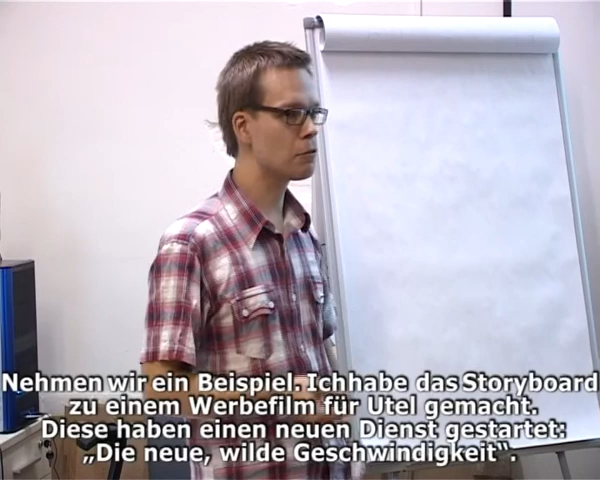 Nehmen wir ein Beispiel. Ich habe das Storyboard
zu einem Werbefilm für Utel gemacht.
Diese haben einen neuen Dienst gestartet:
„Die neue, wilde Geschwindigkeit“.